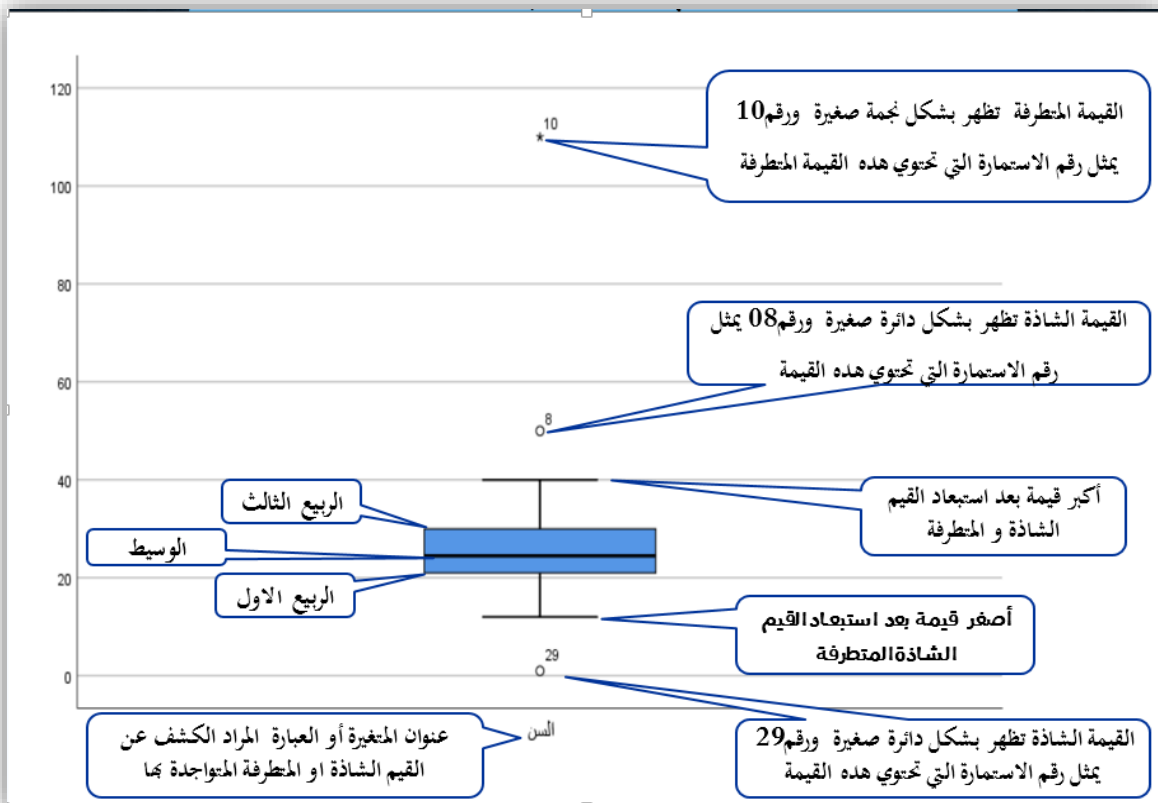 120
100
80
60
40
20
0
10
*
القيمة المتطرفة تظهر بشكل نجمة صغيرة ورقم10
يمثل رقم الاستمارة التي تحتوي هده القيمة المتطرفة
القيمة الشاذة تظهر بشكل دائرة صغيرة ورقم08 يمثل
رقم الاستمارة التي تحتوي هده القيمة
8
أكبر قيمة بعد استبعاد القيم
الشاذة و المتطرفة
الربيع الثالث
الوسيط
الربيع الاول
أصغر قيمة بعد استبعاد القيم
الشاذة المتطرفة
29
السن
القيمة الشاذة تظهر بشكل دائرة صغيرة ورقم29
يمثل رقم الاستمارة التي تحتوي هده القيمة
عنوان المتغيرة أو العبارة المراد الكشف عن
القيم الشاذة او المتطرفة المتواجدة بها